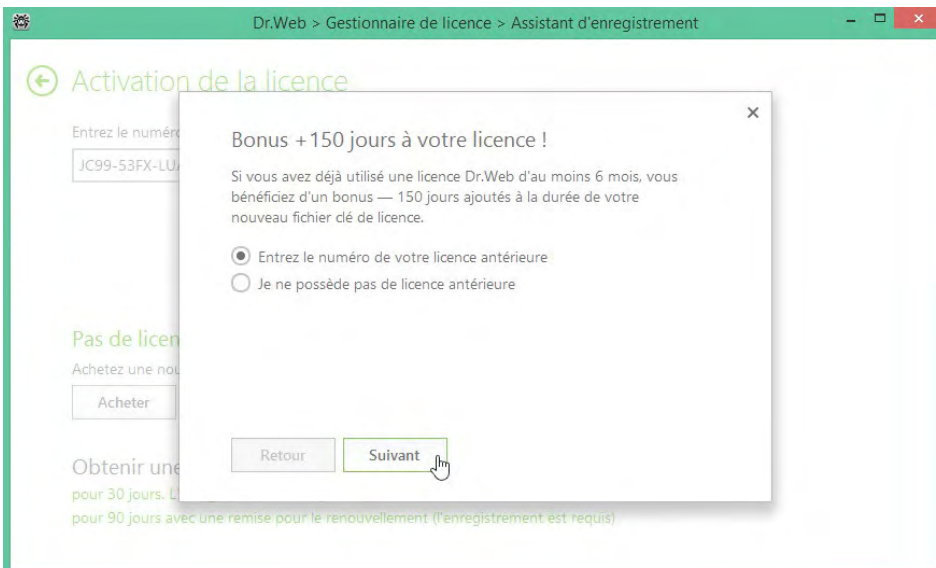 Dr.Web > Gestionnaire de licence > Assistant d'enregistrement
Activation de la licence
Entrez le numéro
JC99-53FX-LU
Bonus +150 jours à votre licence !
Si vous avez déjà utilisé une licence Dr.Web d'au moins 6 mois, vous
bénéficiez d'un bonus — 150 jours ajoutés à la durée de votre
nouveau fichier clé de licence.
Entrez le numéro de votre licence antérieure
Je ne possède pas de licence antérieure
Pas de licen
Achetez une nou
Acheter
Retour
Suivant
Obtenir une
pour 30 jours. L'
pour 90 jours avec une remise pour le renouvellement (l'enregistrement est requis)